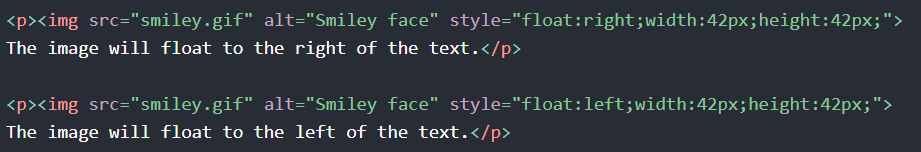 <p><img src="smiley.gif" alt="Smiley face" style="float:right;width:42px;height:42px;">
The image will float to the right of the text.</p>
<p><img src="smiley.gif" alt="Smiley face" style="float:left;width:42px;height:42px;">
The image will float to the left of the text.</p>